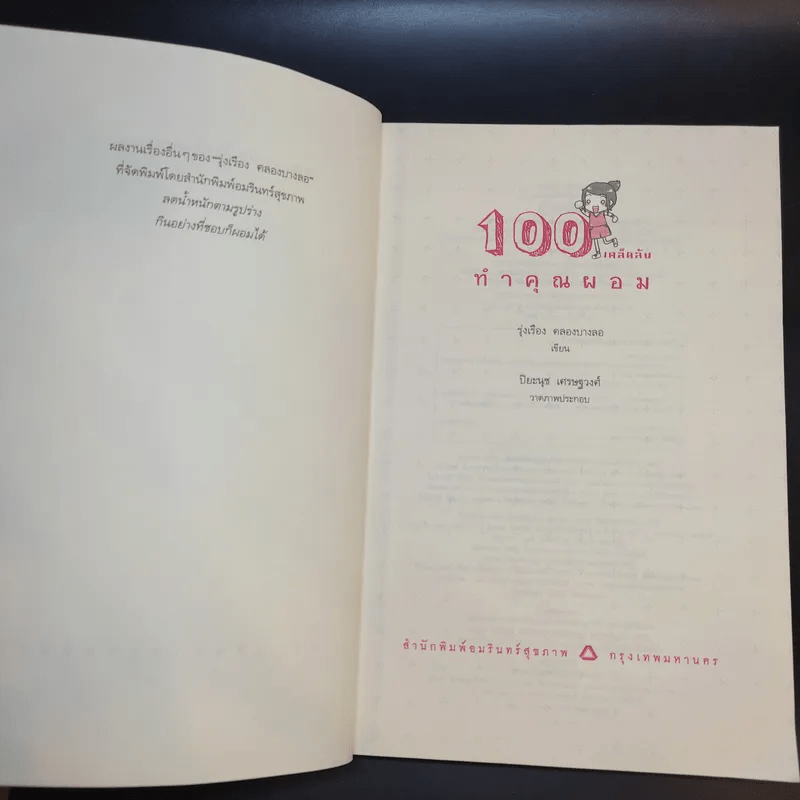 ผลงานเรื่องอื่นๆ ของ "รุ่งเรือง คลองบางลอ"
ที่จัดพิมพ์โดยสำนักพิมพ์อมรินทร์สุขภาพ
ลดน้ำหนักตามรูปร่าง
กินอย่างที่ชอบก็ผอมได้
100
เคล็ดลับ
ทำคุณผอม
รุ่งเรือง คลองบางลอ
เขียน
ปิยะนุช เศรษฐวงศ์
วาดภาพประกอบ
สำนักพิมพ์อมรินทร์สุขภาพ กรุงเทพมหานคร